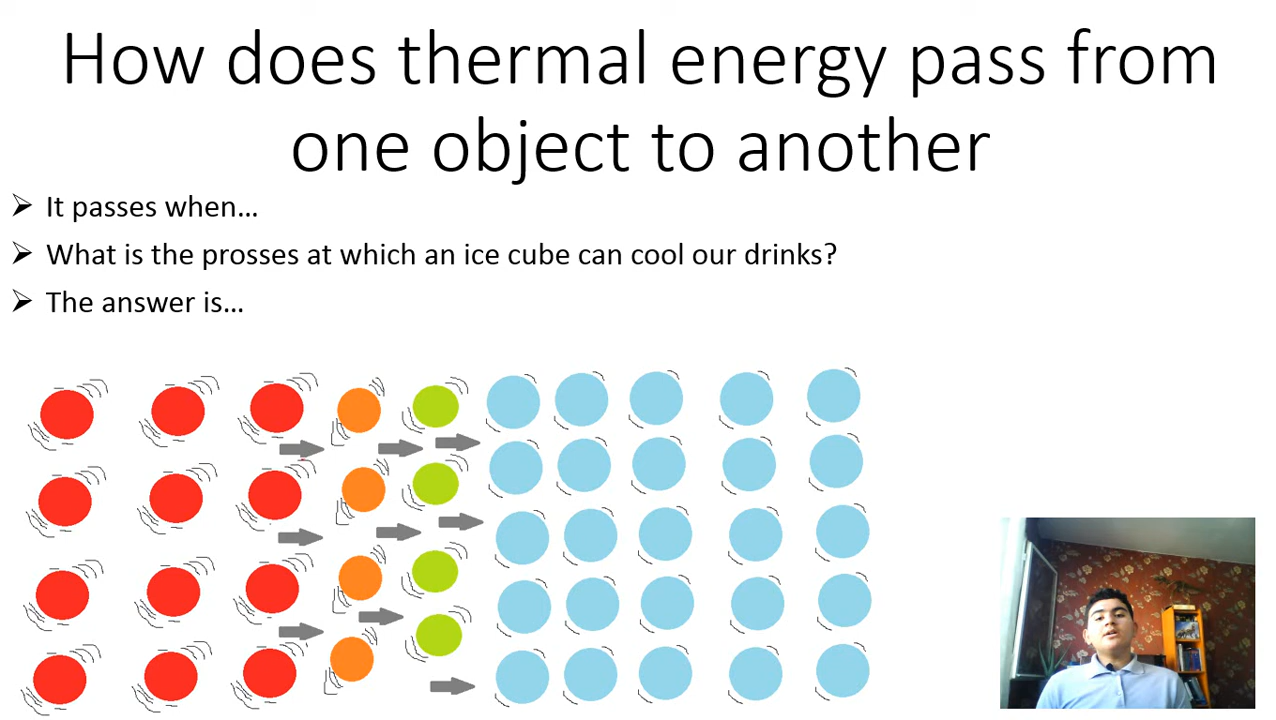 How does thermal energy pass from
one object to another
It passes when...
What is the prosses at which an ice cube can cool our drinks?
The answer is...